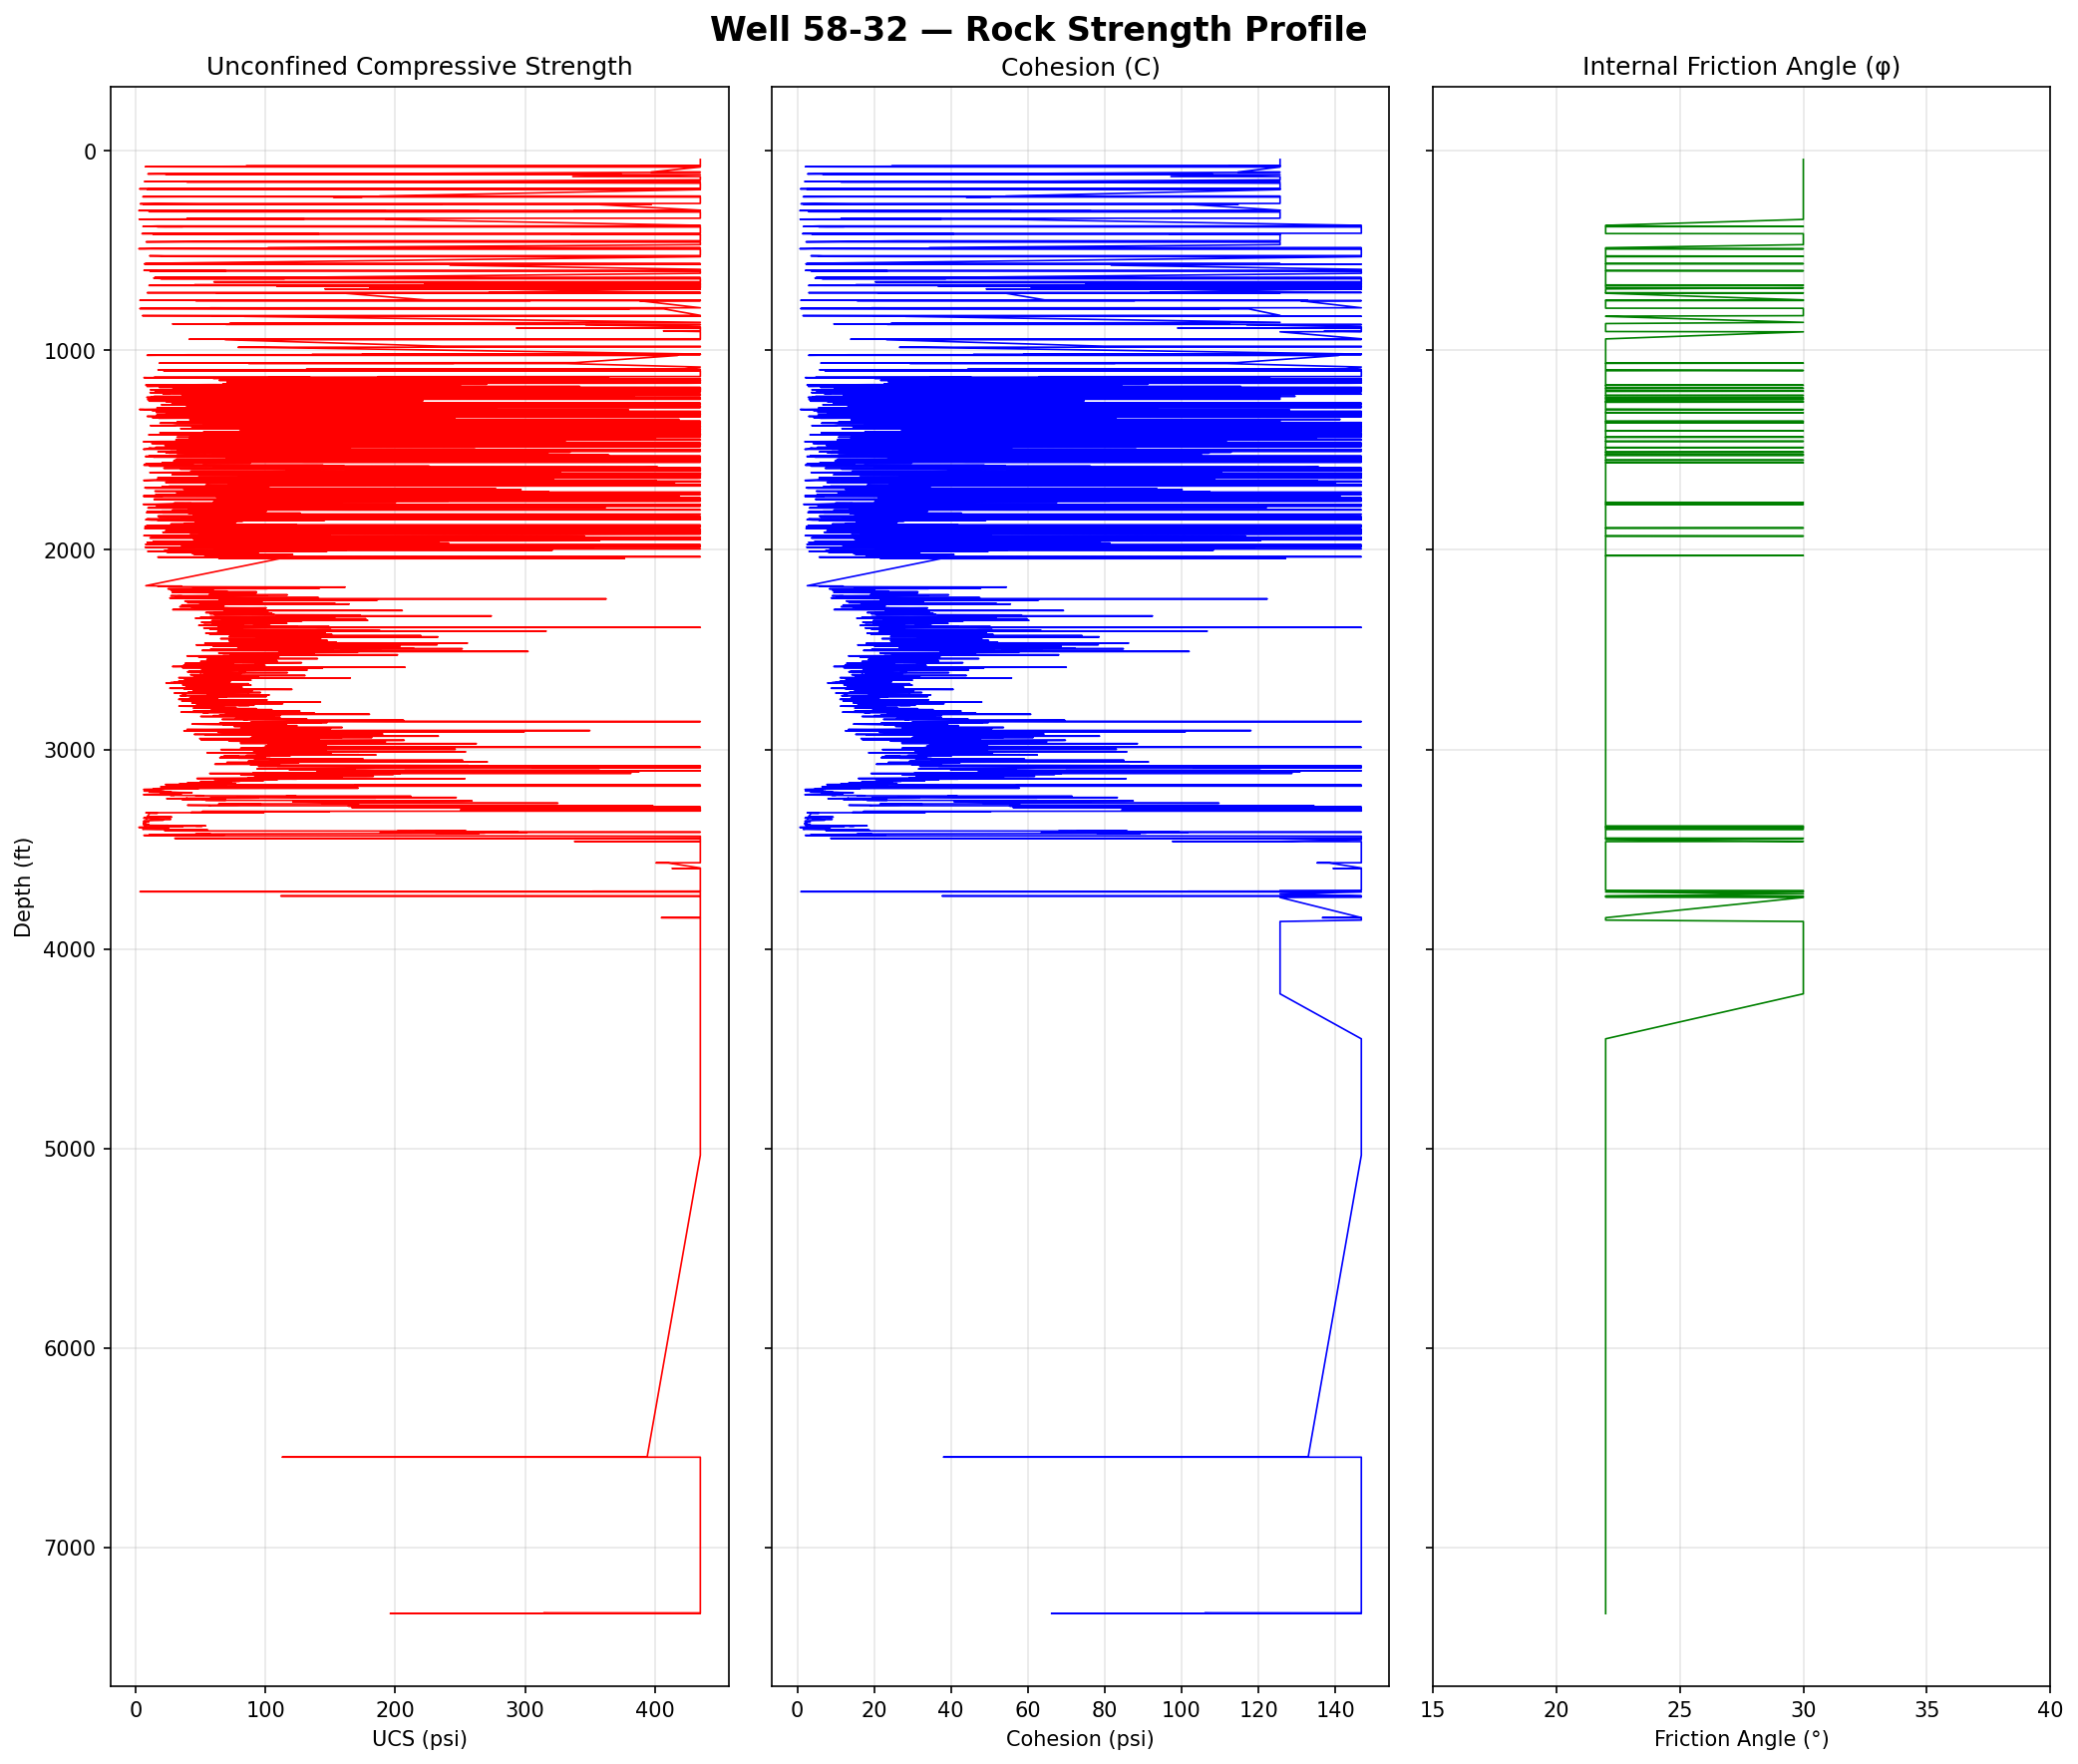 Well 58-32 — Rock Strength Profile
Unconfined Compressive Strength
Cohesion (C)
Internal Friction Angle (φ)
Depth (ft)
0
1000
2000
3000
4000
5000
6000
7000
0 100 200 300 400
0 20 40 60 80 100 120 140
15 20 25 30 35 40
UCS (psi)
Cohesion (psi)
Friction Angle (°)